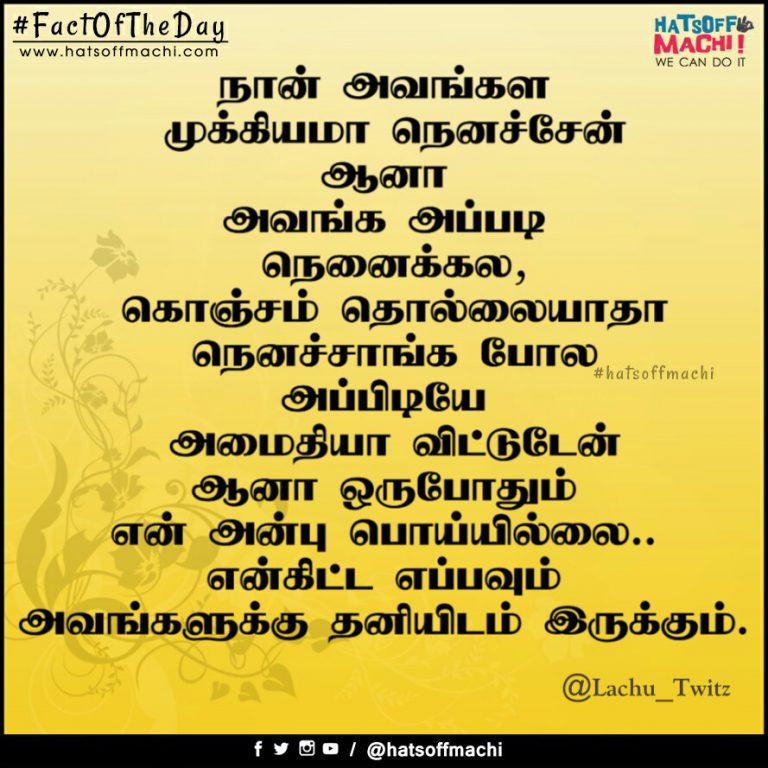 #FactOfTheDay
www.hatsoffmachi.com
HATSOFF
MACHI!
WE CAN DO IT
நான் அவங்கள
முக்கியமா நெனச்சேன்
ஆனா
அவங்க அப்படி
நெனைக்கல,
கொஞ்சம் தொல்லையாதா
நெனச்சாங்க போல
#hatsoffmachi
அப்பிடியே
அமைதியா விட்டுடேன்
ஆனா ஒருபோதும்
என் அன்பு பொய்யில்லை..
என்கிட்ட எப்பவும்
அவங்களுக்கு தனியிடம் இருக்கும்.
@Lachu_Twitz
/ @hatsoffmachi